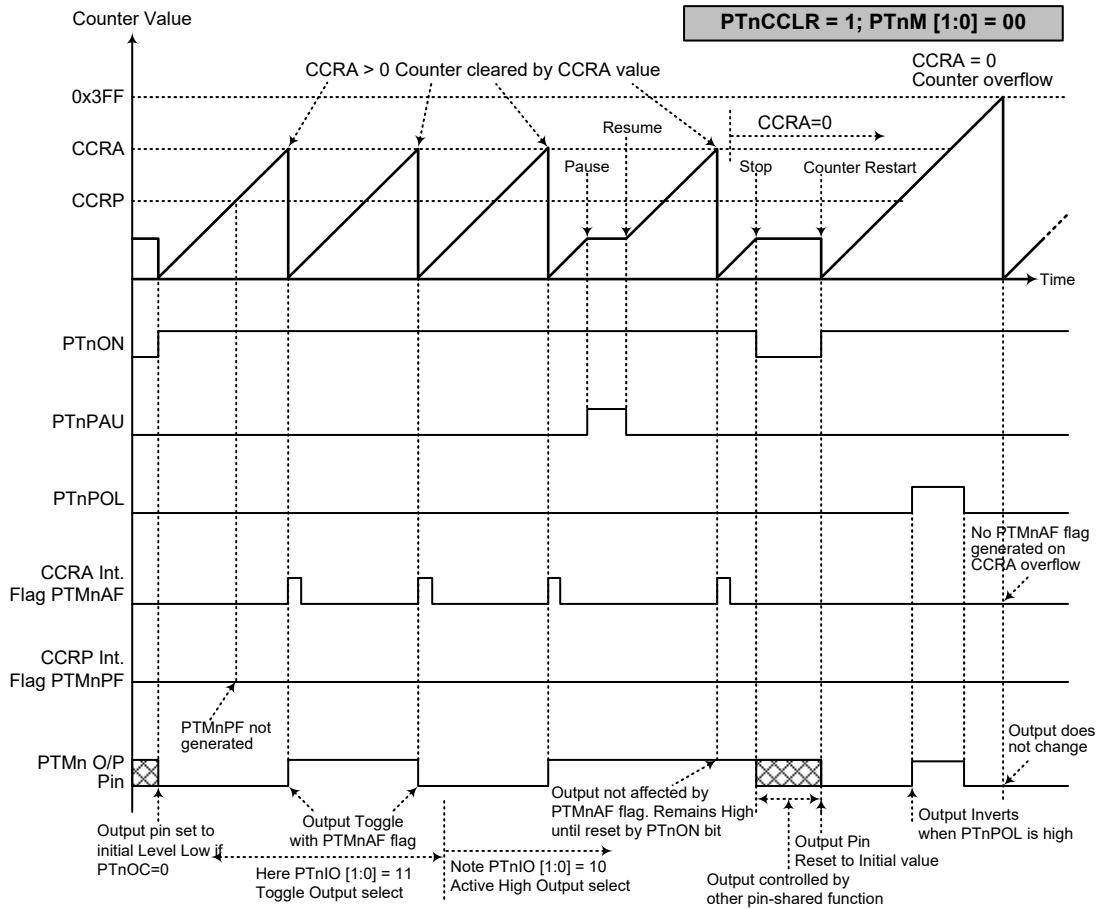 Counter Value
PTnCCLR = 1; PTnM [1:0] = 00
CCRA > 0 Counter cleared by CCRA value
CCRA = 0
Counter overflow
0x3FF
Resume
CCRA=0
CCRA
Pause
Stop
Counter Restart
CCRP
Time
PTnON
PTnPAU
PTnPOL
No PTMnAF flag
generated on
CCRA overflow
CCRA Int.
Flag PTMnAF
CCRP Int.
Flag PTMnPF
PTMnPF not
generated
Output does
not change
PTMn O/P
Pin
Output pin set to
initial Level Low if
PTnOC=0
Output Toggle
with PTMnAF flag
Output not affected by
PTMnAF flag. Remains High
until reset by PTnON bit
Output Inverts
when PTnPOL is high
Output Pin
Reset to Initial value
Here PTnIO [1:0] = 11
Toggle Output select
Note PTnIO [1:0] = 10
Active High Output select
Output controlled by
other pin-shared function